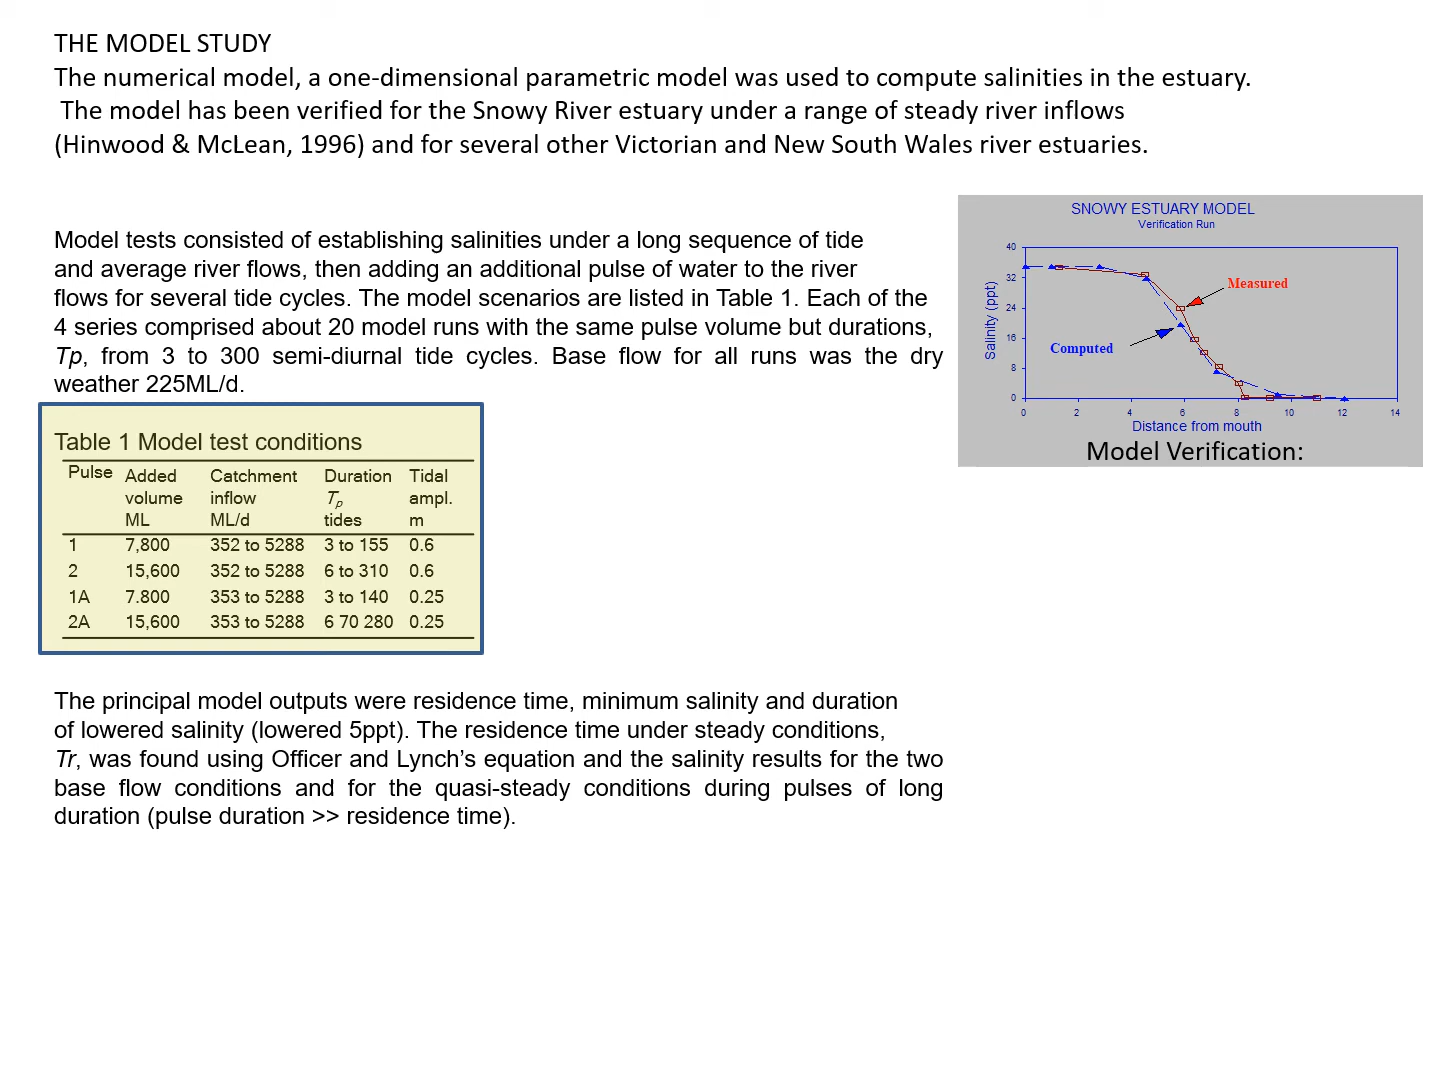 THE MODEL STUDY
The numerical model, a one-dimensional parametric model was used to compute salinities in the estuary.
The model has been verified for the Snowy River estuary under a range of steady river inflows
(Hinwood & McLean, 1996) and for several other Victorian and New South Wales river estuaries.
Model tests consisted of establishing salinities under a long sequence of tide
and average river flows, then adding an additional pulse of water to the river
flows for several tide cycles. The model scenarios are listed in Table 1. Each of the
4 series comprised about 20 model runs with the same pulse volume but durations,
Tp, from 3 to 300 semi-diurnal tide cycles. Base flow for all runs was the dry
weather 225ML/d.
Table 1 Model test conditions
Pulse Added Catchment Duration Tidal
volume inflow Tp ampl.
ML ML/d tides m
1 7,800 352 to 5288 3 to 155 0.6
2 15,600 352 to 5288 6 to 310 0.6
1A 7.800 353 to 5288 3 to 140 0.25
2A 15,600 353 to 5288 6 70 280 0.25
The principal model outputs were residence time, minimum salinity and duration
of lowered salinity (lowered 5ppt). The residence time under steady conditions,
Tr, was found using Officer and Lynch's equation and the salinity results for the two
base flow conditions and for the quasi-steady conditions during pulses of long
duration (pulse duration >> residence time).
SNOWY ESTUARY MODEL
Verification Run
Salinity (ppt)
40
32
24
16
8
0
Measured
Computed
0 2 4 6 8 10 12 14
Distance from mouth
Model Verification: